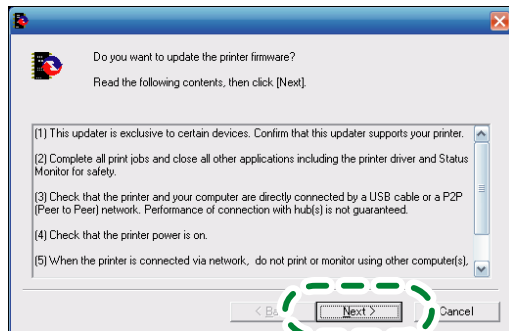 Do you want to update the printer firmware?
Read the following contents, then click [Next].
(1) This updater is exclusive to certain devices. Confirm that this updater supports your printer.
(2) Complete all print jobs and close all other applications including the printer driver and Status
Monitor for safety.
(3) Check that the printer and your computer are directly connected by a USB cable or a P2P
(Peer to Peer) network. Performance of connection with hub(s) is not guaranteed.
(4) Check that the printer power is on.
(5) When the printer is connected via network,  do not print or monitor using other computer(s),
Next > Cancel